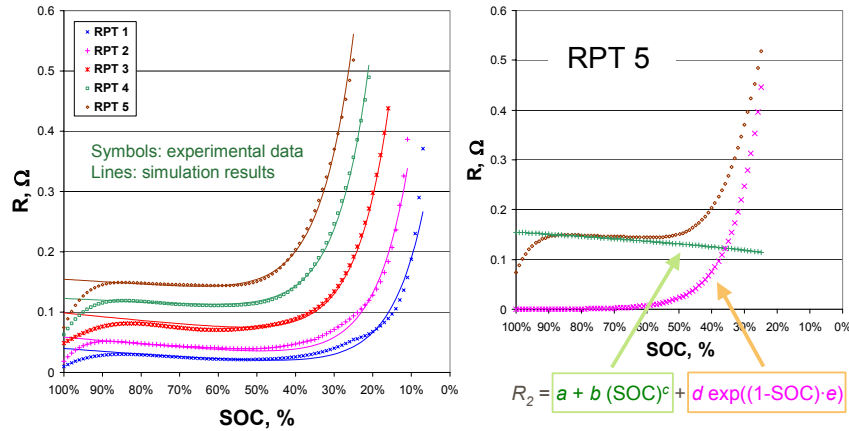 0.6
0.5
0.4
0.3
0.2
0.1
0
R, Ω
RPT 1
RPT 2
RPT 3
RPT 4
RPT 5
Symbols: experimental data
Lines: simulation results
100% 90% 80% 70% 60% 50% 40% 30% 20% 10% 0%
SOC, %
RPT 5
0.6
0.5
0.4
0.3
0.2
0.1
0
R, Ω
100% 90% 80% 70% 60% 50% 40% 30% 20% 10% 0%
SOC, %
R₂ = a + b (SOC)ᶜ + d exp((1-SOC)·e)